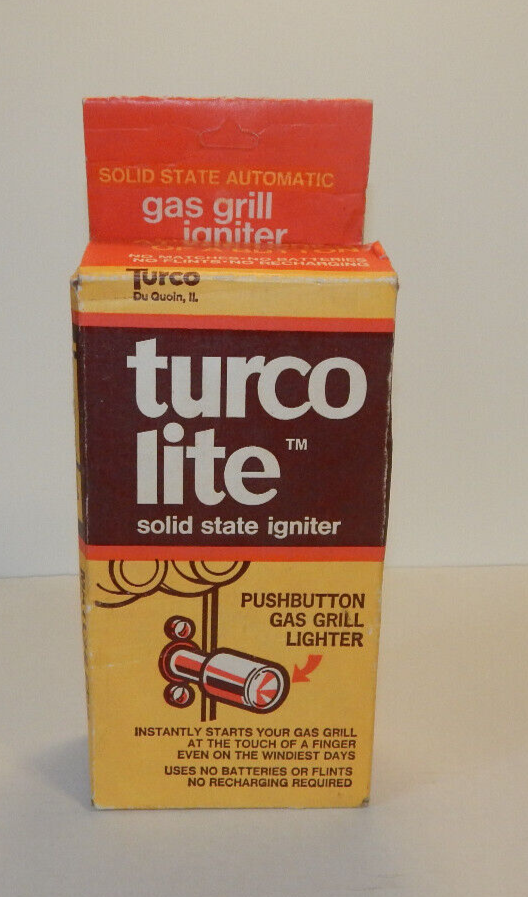 SOLID STATE AUTOMATIC
gas grill
igniter
NO MATCHES•NO BATTERIES
NO FLINTS•NO RECHARGING
Turco
Du Quoin, IL
turco
lite™
solid state igniter
PUSHBUTTON
GAS GRILL
LIGHTER
INSTANTLY STARTS YOUR GAS GRILL
AT THE TOUCH OF A FINGER
EVEN ON THE WINDIEST DAYS
USES NO BATTERIES OR FLINTS
NO RECHARGING REQUIRED